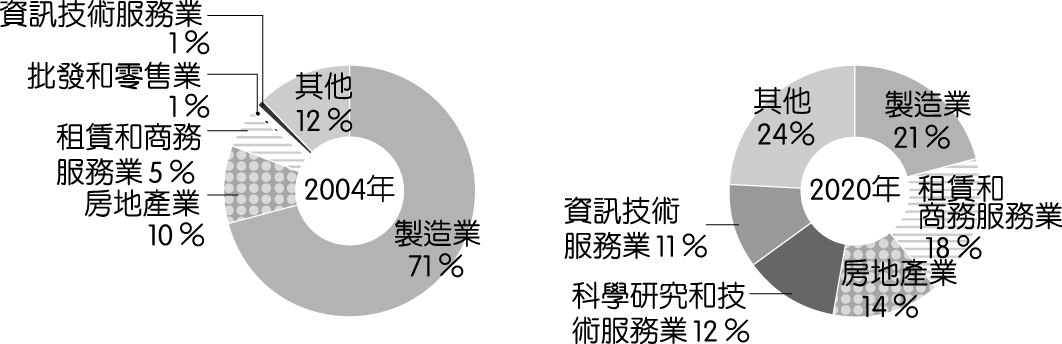 資訊技術服務業
1%
批發和零售業
1%
租賃和商務
服務業 5%
房地產業
10%
其他
12%
2004年
製造業
71%
其他
24%
製造業
21%
2020年
租賃和
商務服務業
18%
資訊技術
服務業 11%
房地產業
14%
科學研究和技
術服務業 12%